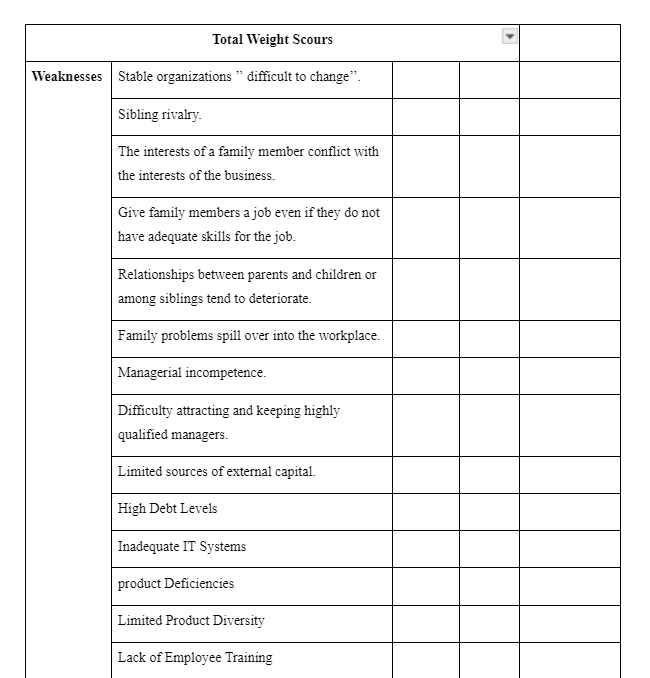 Total Weight Scours
Weaknesses
Stable organizations ” difficult to change”.
Sibling rivalry.
The interests of a family member conflict with
the interests of the business.
Give family members a job even if they do not
have adequate skills for the job.
Relationships between parents and children or
among siblings tend to deteriorate.
Family problems spill over into the workplace.
Managerial incompetence.
Difficulty attracting and keeping highly
qualified managers.
Limited sources of external capital.
High Debt Levels
Inadequate IT Systems
product Deficiencies
Limited Product Diversity
Lack of Employee Training